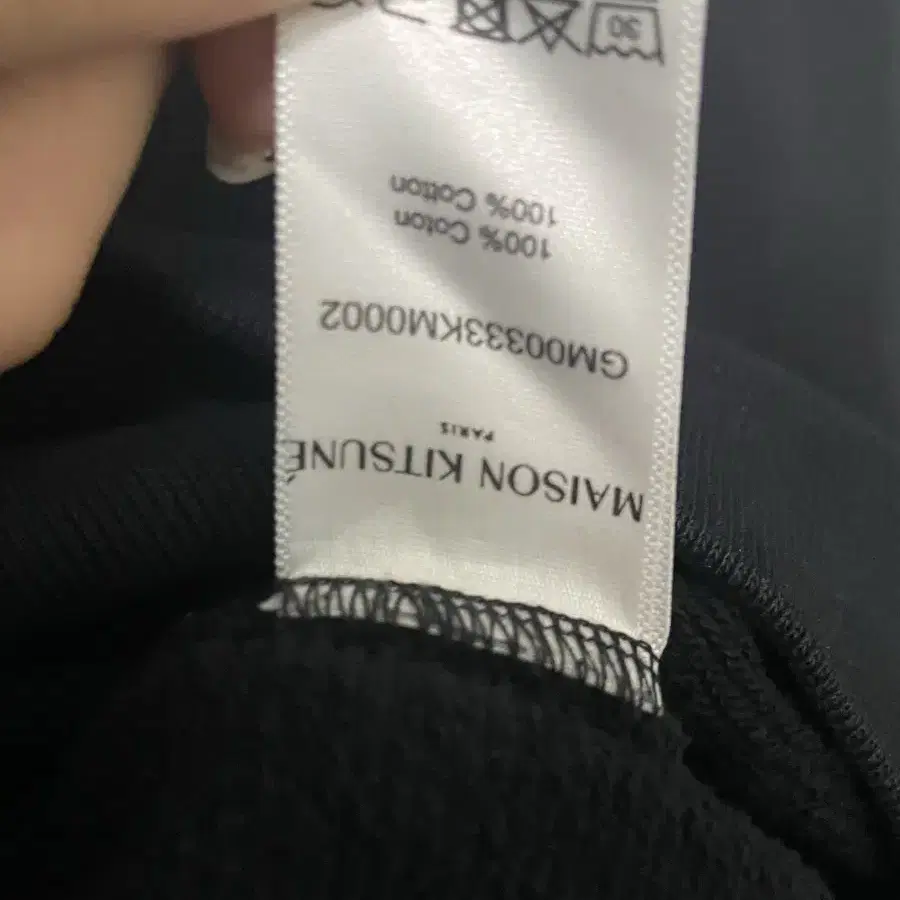 MAISON KITSUNÉ
PARIS
GM00333KM0002
100% Coton
100% Cotton
30